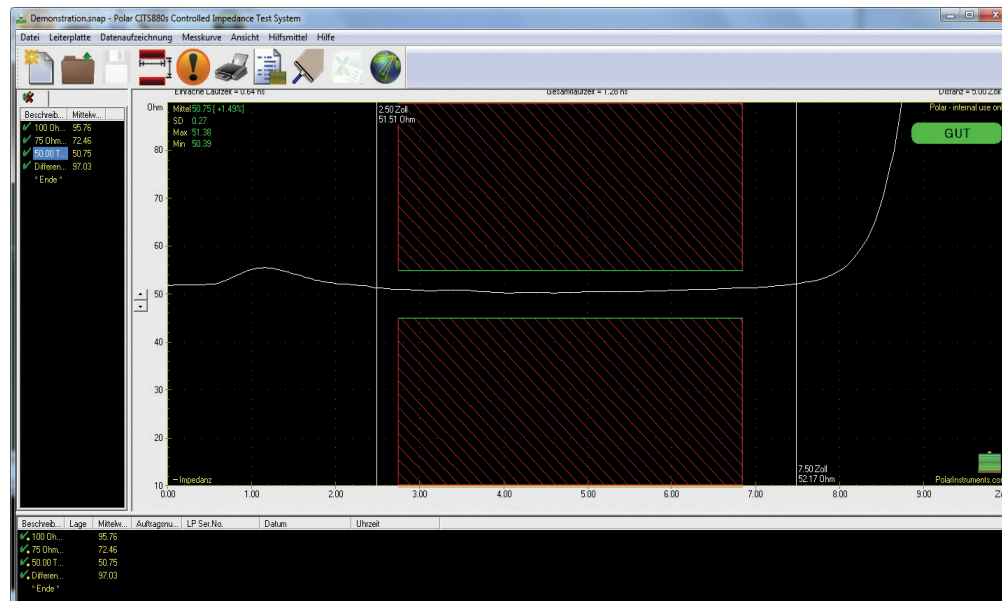 Demonstration.snap - Polar CITS880s Controlled Impedance Test System
Datei Leiterplatte Datenaufzeichnung Messkurve Ansicht Hilfsmittel Hilfe
Einfache Laufzeit = 0.64 ns Gesamtlaufzeit = 1.28 ns Distanz = 5.00 Zoll
Beschreib... Mittelw...
100 Oh... 95.76
75 Ohm... 72.46
50.00 T... 50.75
Differen... 97.03
* Ende *
Ohm
Mittel 50.75 [ +1.49%]
SD 0.27
Max 51.38
Min 50.39
2.50 Zoll
51.51 Ohm
Polar - internal use on
GUT
80
70
60
50
40
30
20
10
7.50 Zoll
52.17 Ohm
Impedanz
PolarInstruments.co
0.00 1.00 2.00 3.00 4.00 5.00 6.00 7.00 8.00 9.00 Zo
Beschreib... Lage Mittelw... Auftragsnu... LP Ser.No. Datum Uhrzeit
100 Oh... 95.76
75 Ohm... 72.46
50.00 T... 50.75
Differen... 97.03
* Ende *